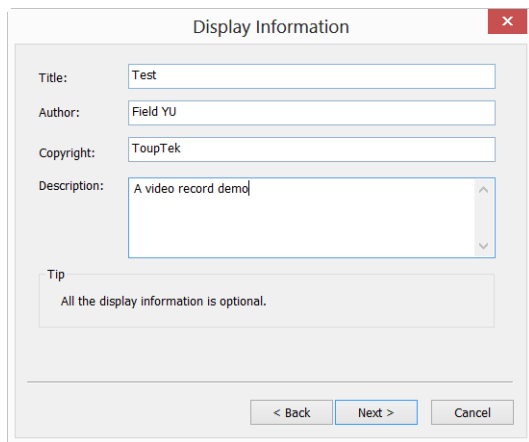 Display Information
Title: Test
Author: Field YU
Copyright: ToupTek
Description: A video record demo
Tip
All the display information is optional.
< Back Next > Cancel